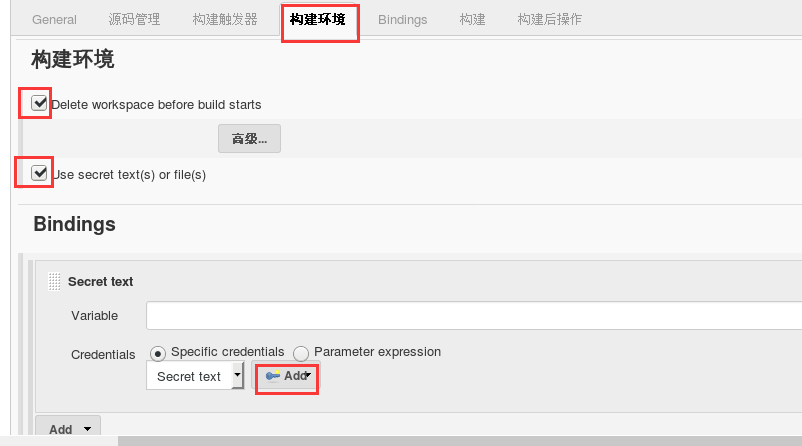 General 源码管理 构建触发器 构建环境 Bindings 构建 构建后操作
构建环境
Delete workspace before build starts
高级...
Use secret text(s) or file(s)
Bindings
Secret text
Variable
Credentials Specific credentials Parameter expression
Secret text Add
Add